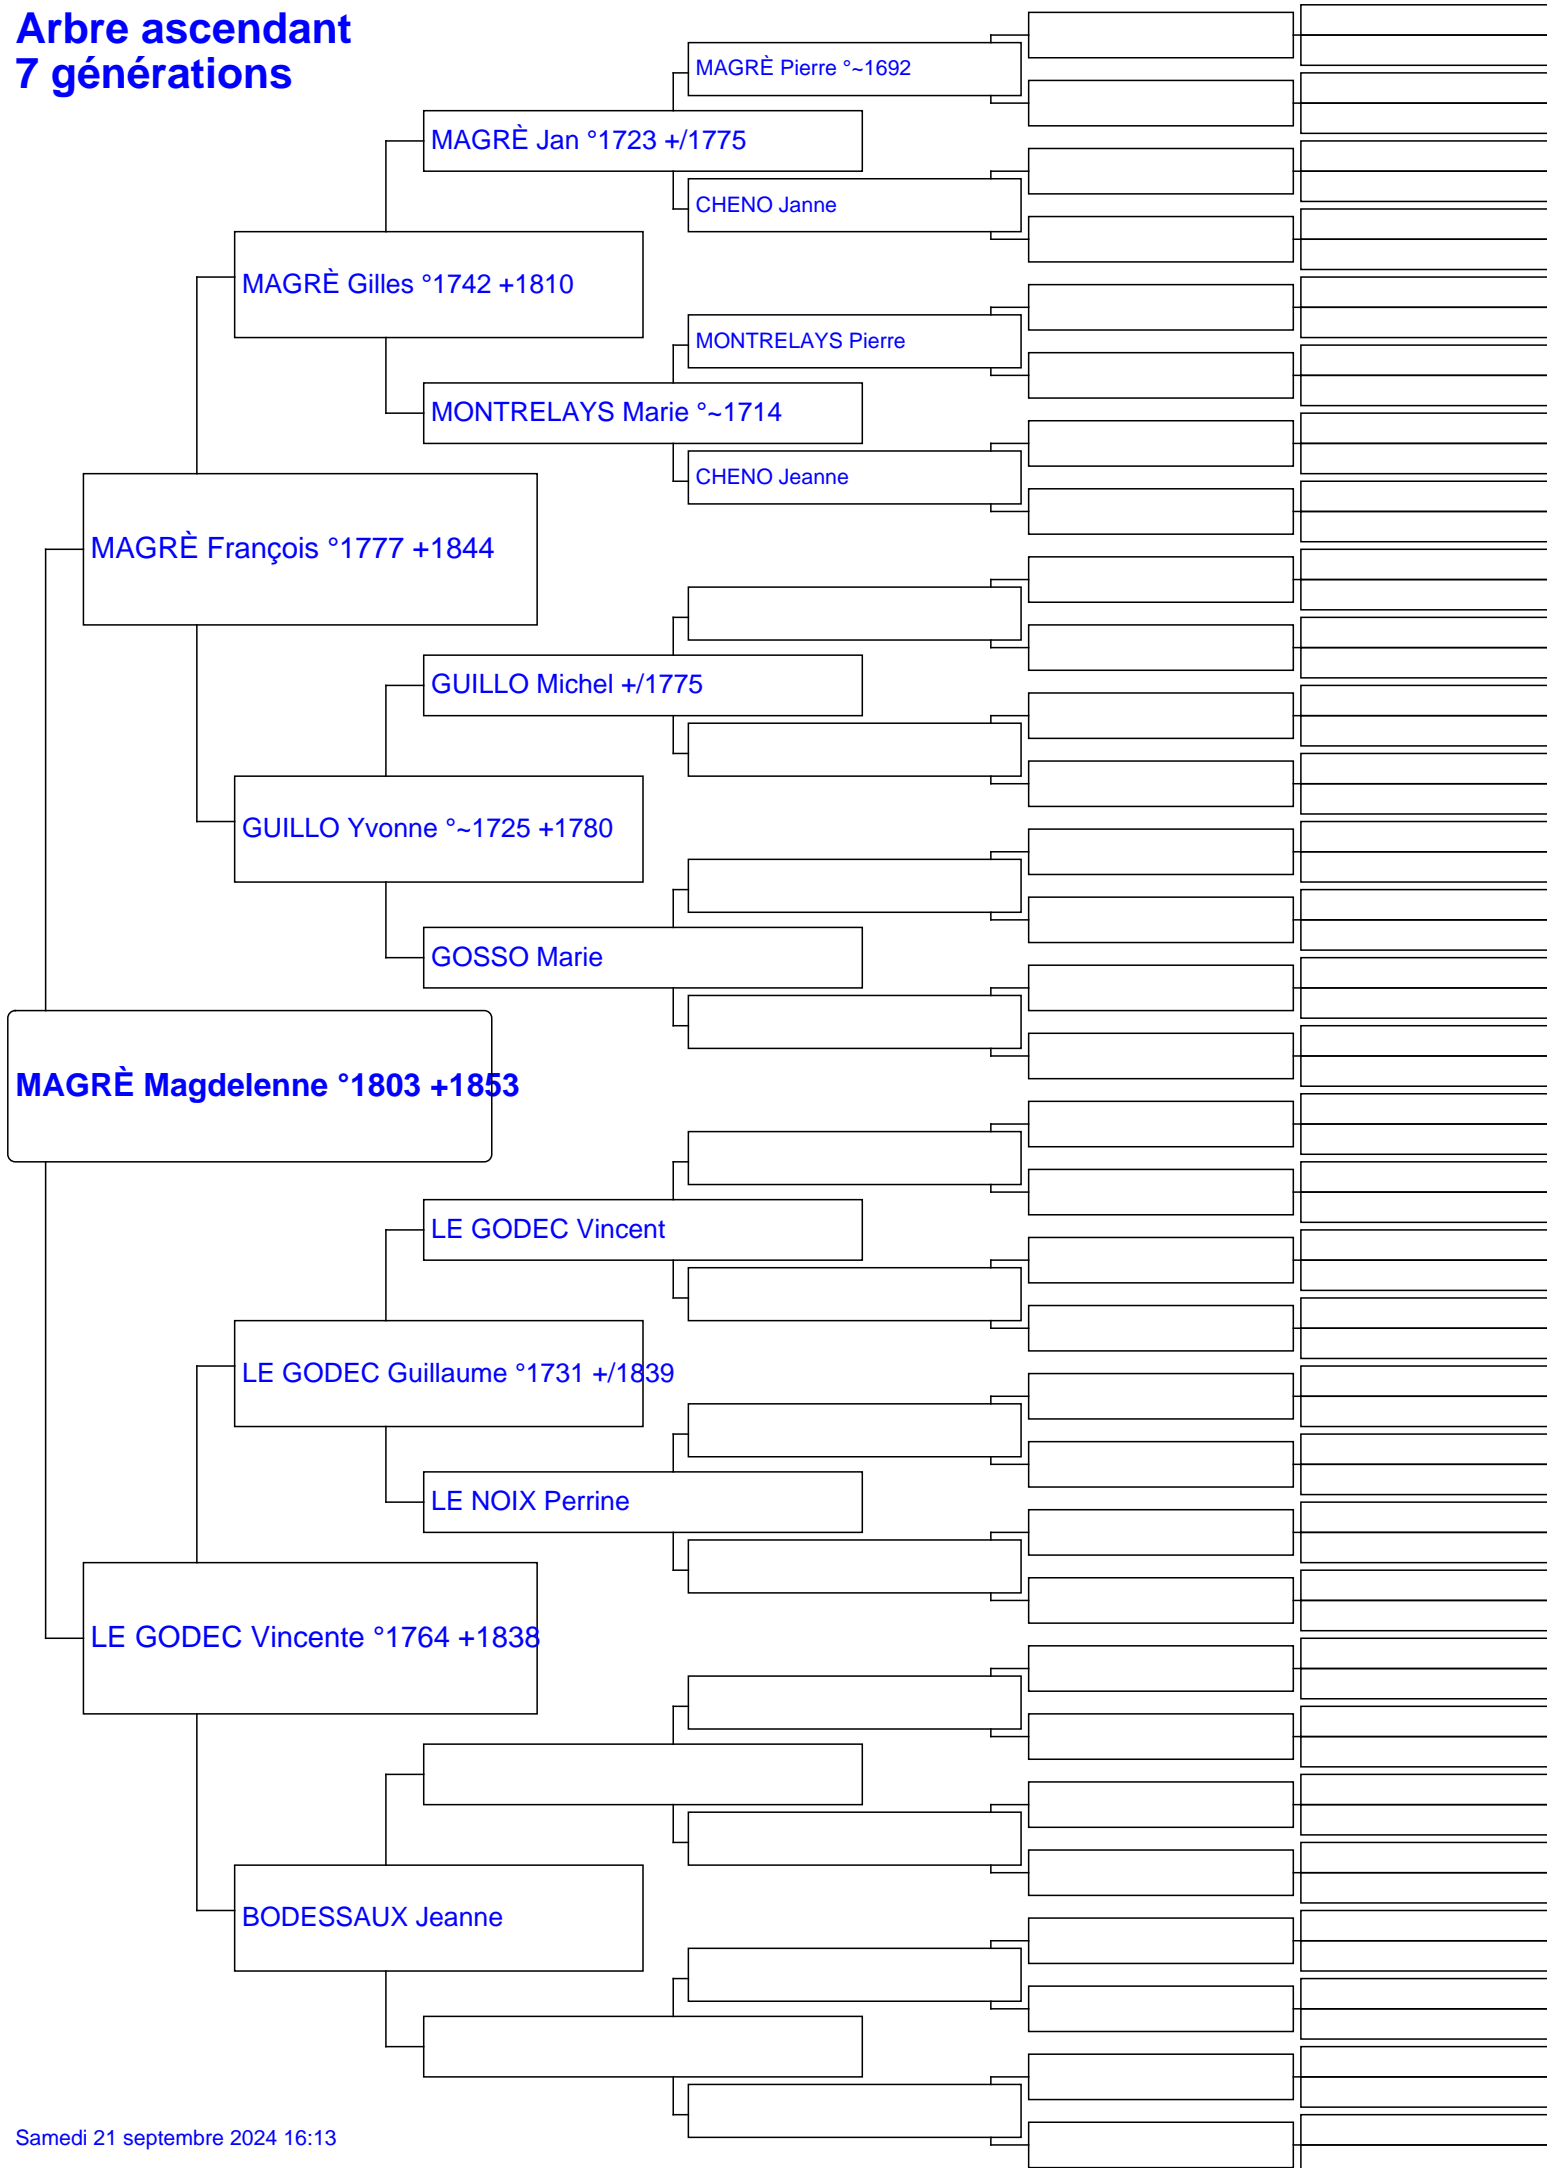 Arbre ascendant
7 générations
MAGRÈ Pierre °~1692
MAGRÈ Jan °1723 +/1775
CHENO Janne
MAGRÈ Gilles °1742 +1810
MONTRELAYS Pierre
MONTRELAYS Marie °~1714
CHENO Jeanne
MAGRÈ François °1777 +1844
GUILLO Michel +/1775
GUILLO Yvonne °~1725 +1780
GOSSO Marie
MAGRÈ Magdelenne °1803 +1853
LE GODEC Vincent
LE GODEC Guillaume °1731 +/1839
LE NOIX Perrine
LE GODEC Vincente °1764 +1838
BODESSAUX Jeanne
Samedi 21 septembre 2024 16:13